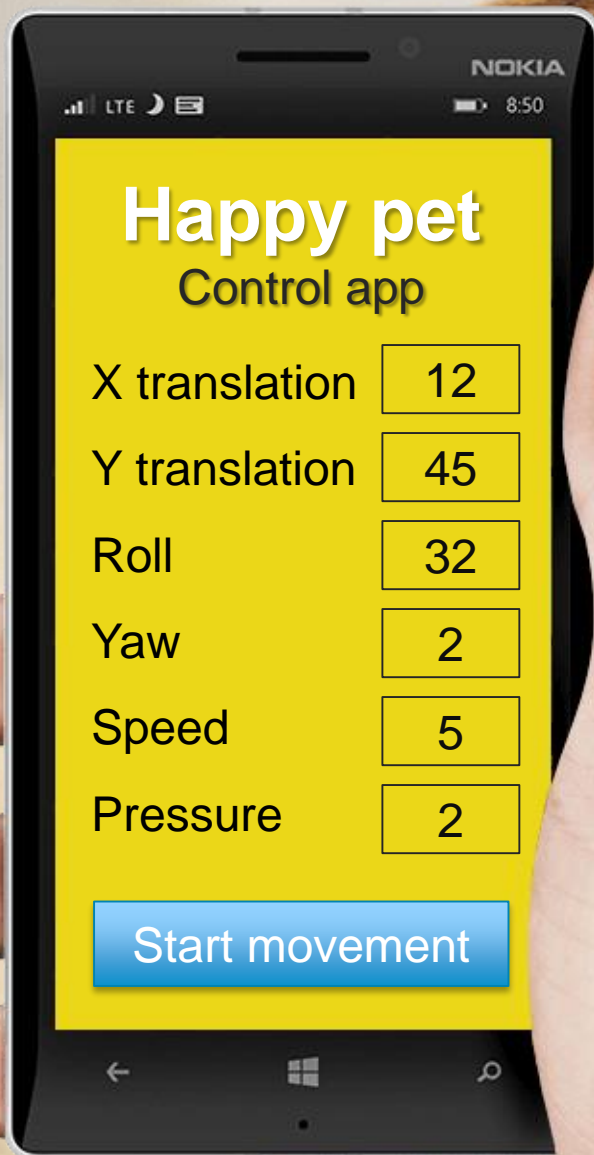 NOKIA
LTE 8:50
Happy pet
Control app
X translation 12
Y translation 45
Roll 32
Yaw 2
Speed 5
Pressure 2
Start movement